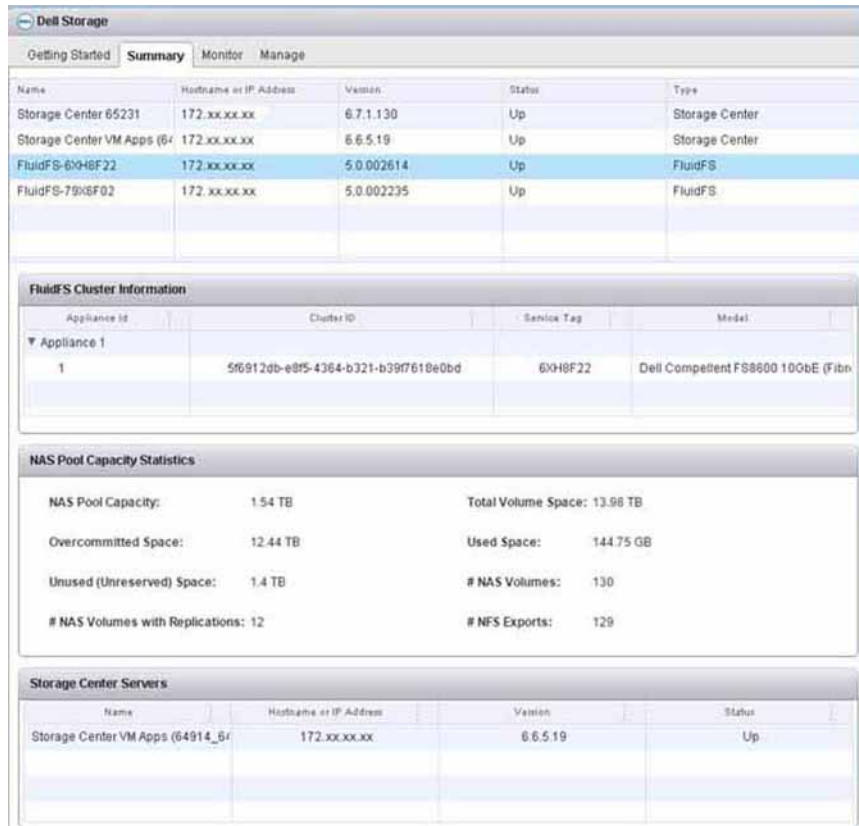 Dell Storage
Getting Started Summary Monitor Manage
Name Hostname or IP Address Version Status Type
Storage Center 65231 172.xx.xx.xx 6.7.1.130 Up Storage Center
Storage Center VM Apps (64 172.xx.xx.xx 6.6.5.19 Up Storage Center
FluidFS-6XH8F22 172.xx.xx.xx 5.0.002614 Up FluidFS
FluidFS-79X6F02 172.xx.xx.xx 5.0.002235 Up FluidFS
FluidFS Cluster Information
Appliance Id Cluster ID Service Tag Model
Appliance 1
1 5f6912db-e8f5-4364-b321-b39f7618e0bd 6XH8F22 Dell Compellent FS8600 10GbE (Fibr
NAS Pool Capacity Statistics
NAS Pool Capacity: 1.54 TB Total Volume Space: 13.98 TB
Overcommitted Space: 12.44 TB Used Space: 144.75 GB
Unused (Unreserved) Space: 1.4 TB # NAS Volumes: 130
# NAS Volumes with Replications: 12 # NFS Exports: 129
Storage Center Servers
Name Hostname or IP Address Version Status
Storage Center VM Apps (64914_64 172.xx.xx.xx 6.6.5.19 Up